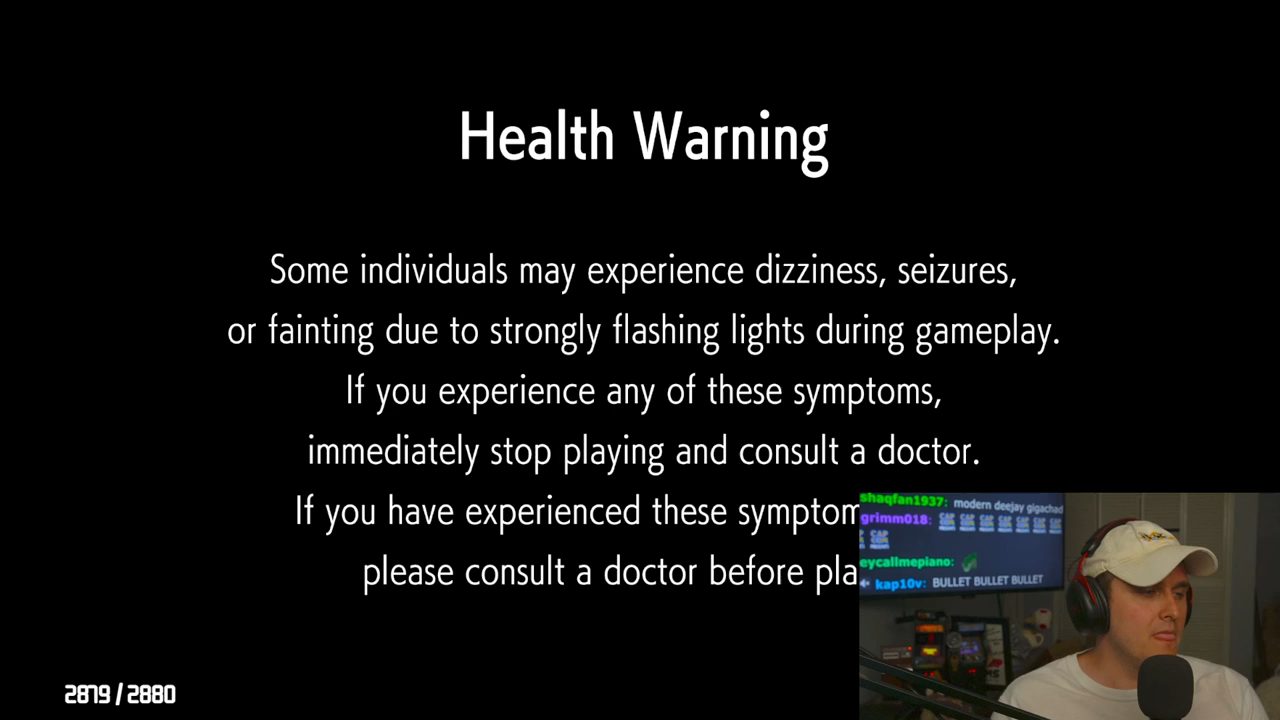 Health Warning
Some individuals may experience dizziness, seizures,
or fainting due to strongly flashing lights during gameplay.
If you experience any of these symptoms,
immediately stop playing and consult a doctor.
If you have experienced these symptom
please consult a doctor before pla
shaqfan1937: modern deejay gigachad
grimm018:
eycallmepiano:
kap10v: BULLET BULLET BULLET
2879 / 2880